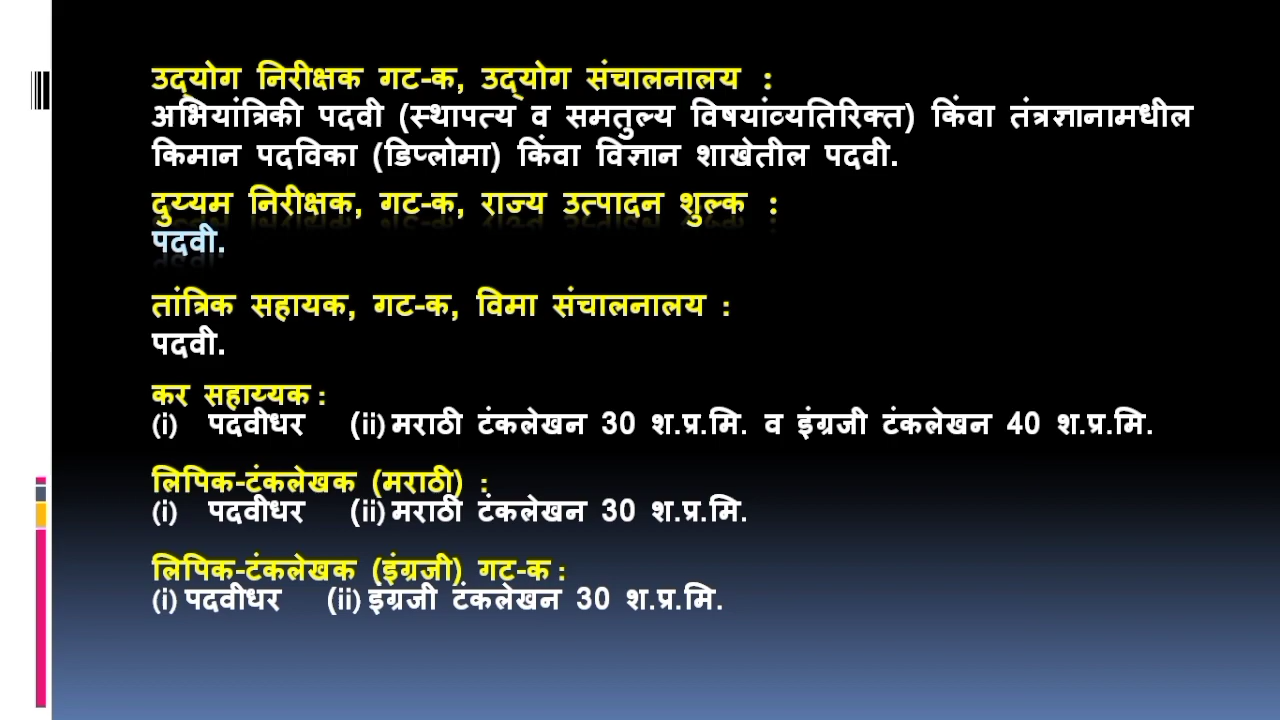 उद्‌योग निरीक्षक गट-क, उद्‌योग संचालनालय :
अभियांत्रिकी पदवी (स्थापत्य व समतुल्य विषयांव्यतिरिक्त) किंवा तंत्रज्ञानामधील
किमान पदविका (डिप्लोमा) किंवा विज्ञान शाखेतील पदवी.
दुय्यम निरीक्षक, गट-क, राज्य उत्पादन शुल्क :
पदवी.
तांत्रिक सहायक, गट-क, विमा संचालनालय :
पदवी.
कर सहाय्यक :
(i) पदवीधर (ii) मराठी टंकलेखन 30 श.प्र.मि. व इंग्रजी टंकलेखन 40 श.प्र.मि.
लिपिक-टंकलेखक (मराठी) :
(i) पदवीधर (ii) मराठी टंकलेखन 30 श.प्र.मि.
लिपिक-टंकलेखक (इंग्रजी) गट-क :
(i) पदवीधर (ii) इंग्रजी टंकलेखन 30 श.प्र.मि.